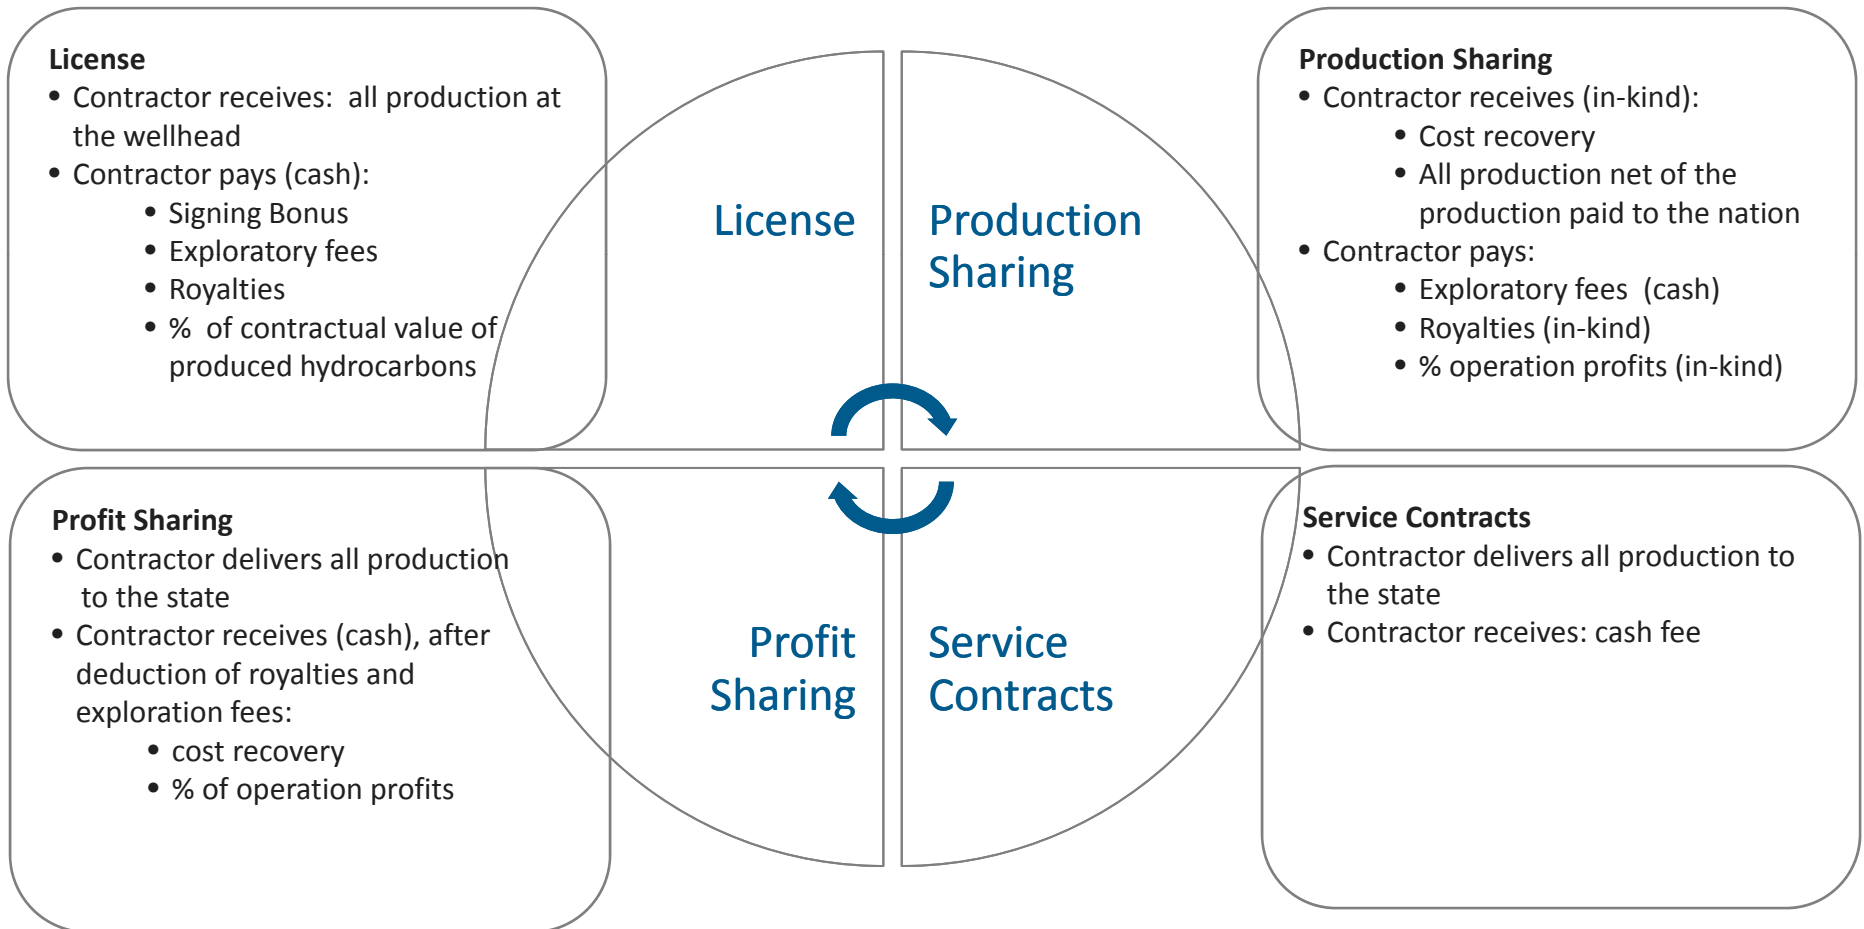 License
• Contractor receives:  all production at
the wellhead
• Contractor pays (cash):
• Signing Bonus
• Exploratory fees
• Royalties
• %  of contractual value of
produced hydrocarbons
License
Production
Sharing
Production Sharing
• Contractor receives (in-kind):
• Cost recovery
• All production net of the
production paid to the nation
• Contractor pays:
• Exploratory fees  (cash)
• Royalties (in-kind)
• % operation profits (in-kind)
Profit Sharing
• Contractor delivers all production
to the state
• Contractor receives (cash), after
deduction of royalties and
exploration fees:
• cost recovery
• % of operation profits
Profit
Sharing
Service
Contracts
Service Contracts
• Contractor delivers all production to
the state
• Contractor receives: cash fee